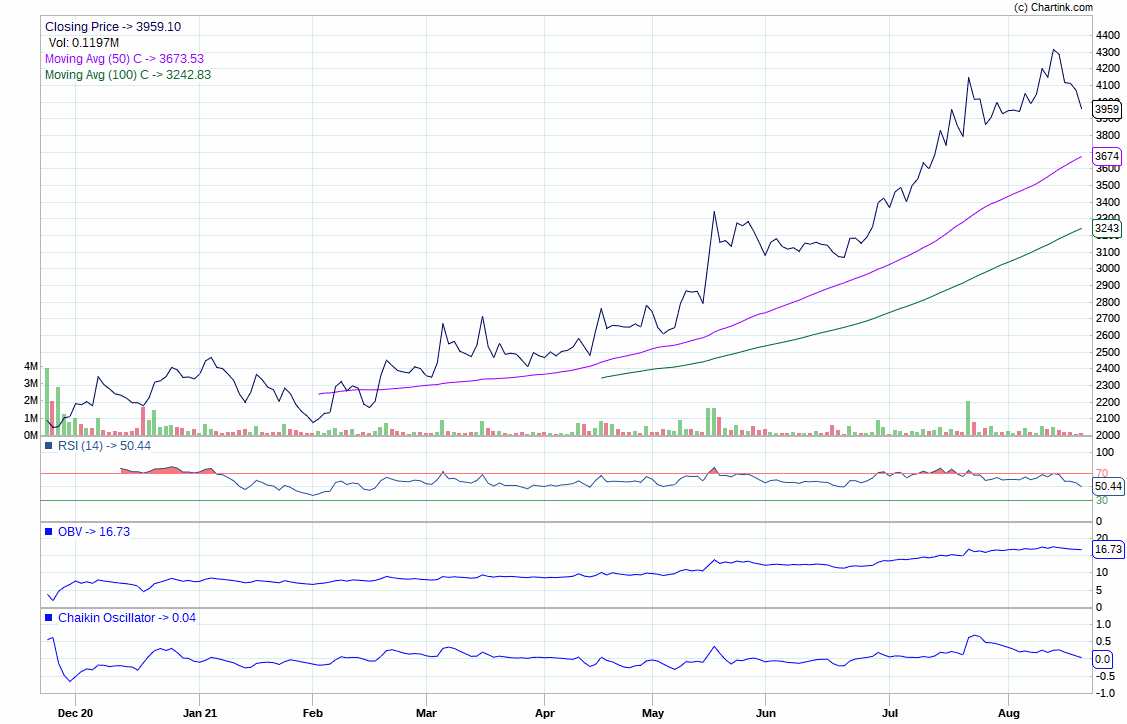 (c) Chartink.com
Closing Price -> 3959.10
Vol: 0.1197M
Moving Avg (50) C -> 3673.53
Moving Avg (100) C -> 3242.83
4400
4300
4200
4100
3959
3800
3674
3600
3500
3400
3243
3100
3000
2900
2800
2700
2600
2500
2400
2300
2200
2100
2000
4M
3M
2M
1M
0M
RSI (14) -> 50.44
100
70
50.44
30
0
OBV -> 16.73
20
16.73
10
5
0
Chaikin Oscillator -> 0.04
1.0
0.5
0.0
-0.5
-1.0
Dec 20 Jan 21 Feb Mar Apr May Jun Jul Aug